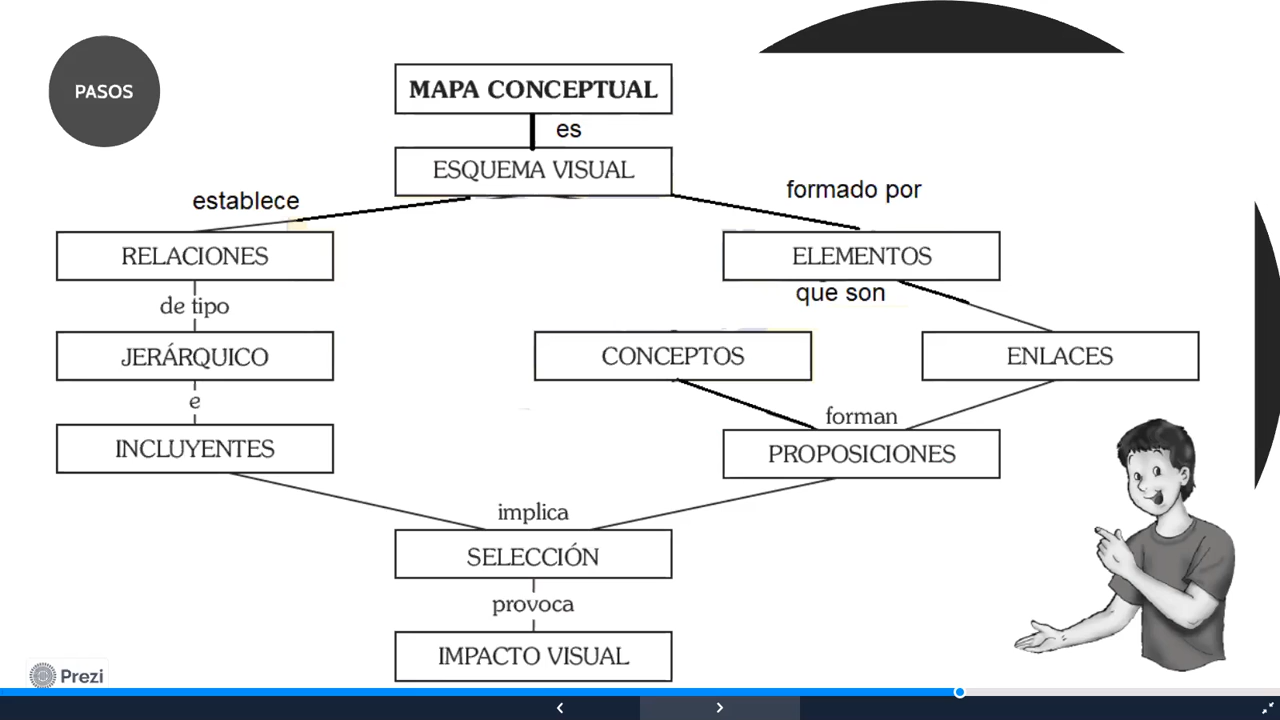 PASOS
MAPA CONCEPTUAL
es
ESQUEMA VISUAL
establece
formado por
RELACIONES
ELEMENTOS
de tipo
que son
JERÁRQUICO
CONCEPTOS
ENLACES
e
forman
INCLUYENTES
PROPOSICIONES
implica
SELECCIÓN
provoca
IMPACTO VISUAL
Prezi